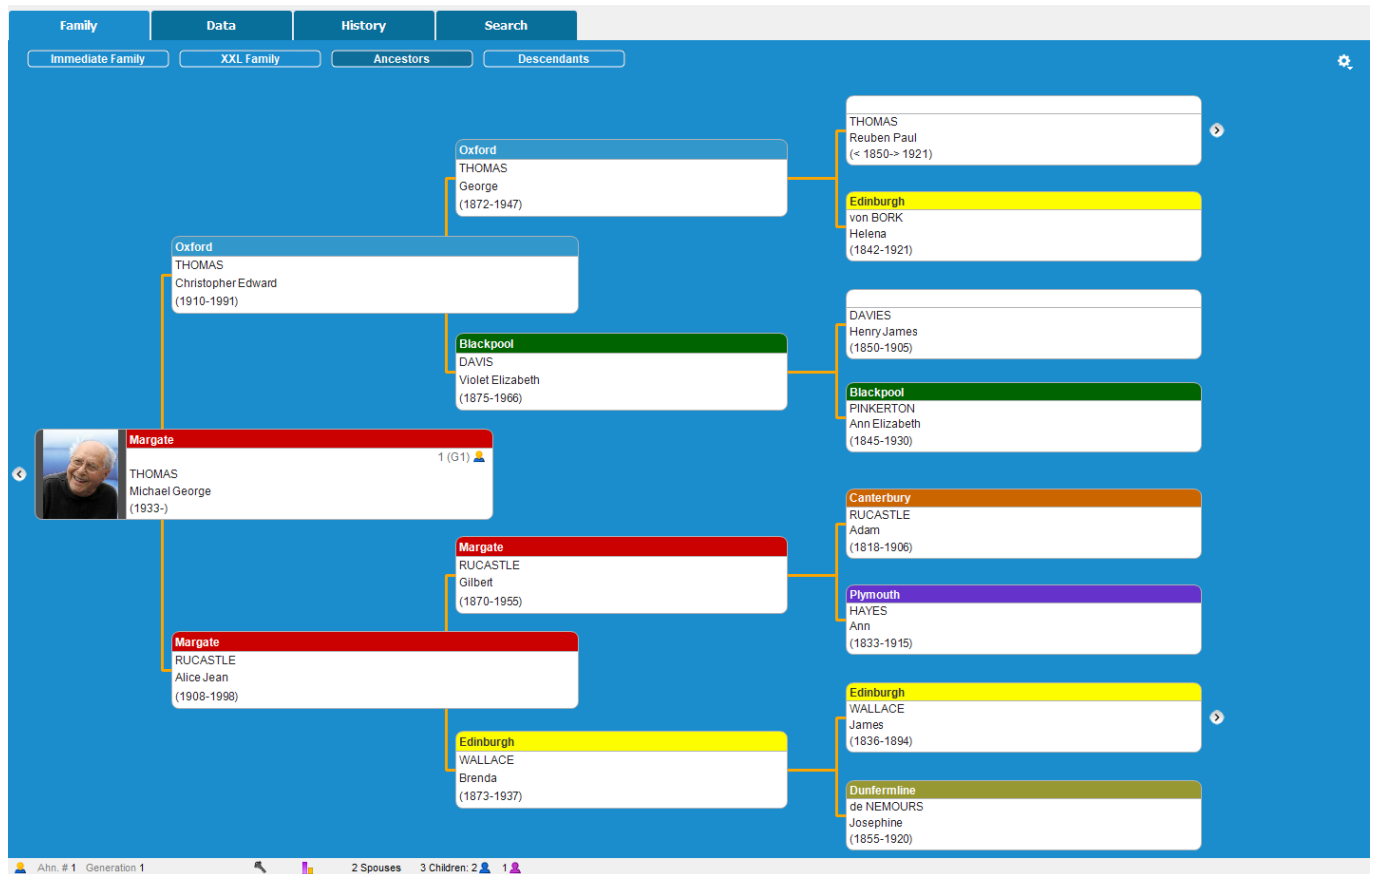 Family Data History Search
Immediate Family XXL Family Ancestors Descendants
THOMAS
Reuben Paul
(< 1850-> 1921)
Oxford
THOMAS
George
(1872-1947)
Edinburgh
von BORK
Helena
(1842-1921)
Oxford
THOMAS
Christopher Edward
(1910-1991)
DAVIES
Henry James
(1850-1905)
Blackpool
DAVIS
Violet Elizabeth
(1875-1966)
Blackpool
PINKERTON
Ann Elizabeth
(1845-1930)
Margate
1 (G1)
THOMAS
Michael George
(1933-)
Canterbury
RUCASTLE
Adam
(1818-1906)
Margate
RUCASTLE
Gilbert
(1870-1955)
Plymouth
HAYES
Ann
(1833-1915)
Margate
RUCASTLE
Alice Jean
(1908-1998)
Edinburgh
WALLACE
James
(1836-1894)
Edinburgh
WALLACE
Brenda
(1873-1937)
Dunfermline
de NEMOURS
Josephine
(1855-1920)
Ahn. # 1 Generation 1 2 Spouses 3 Children: 2 1